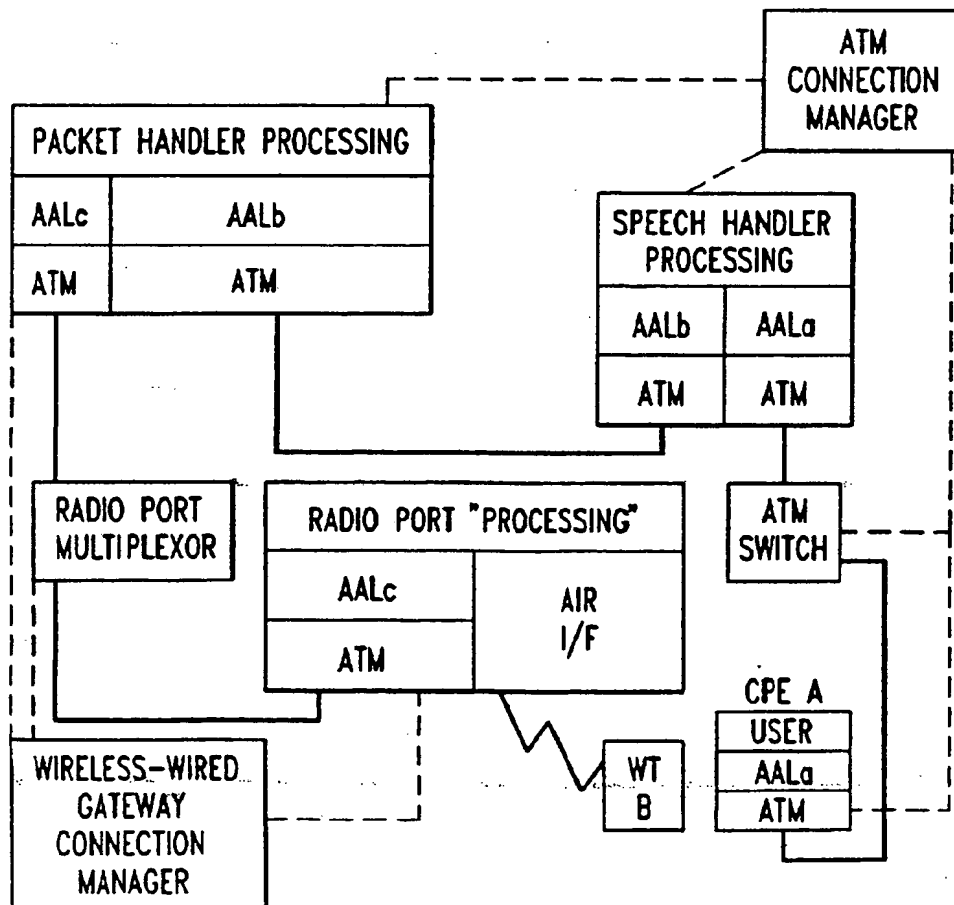 ATM
CONNECTION
MANAGER
PACKET HANDLER PROCESSING
AALc
AALb
ATM
ATM
SPEECH HANDLER
PROCESSING
AALb
AALa
ATM
ATM
RADIO PORT
MULTIPLEXOR
RADIO PORT "PROCESSING"
AALc
ATM
AIR
I/F
ATM
SWITCH
CPE A
USER
AALa
ATM
WT
B
WIRELESS-WIRED
GATEWAY
CONNECTION
MANAGER